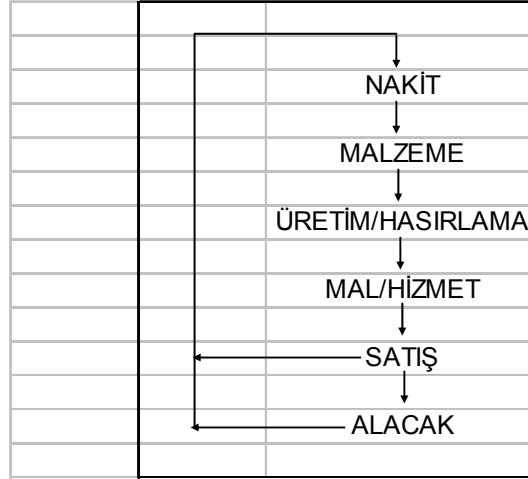 NAKİT
MALZEME
ÜRETİM/HASIRLAMA
MAL/HİZMET
SATIŞ
ALACAK